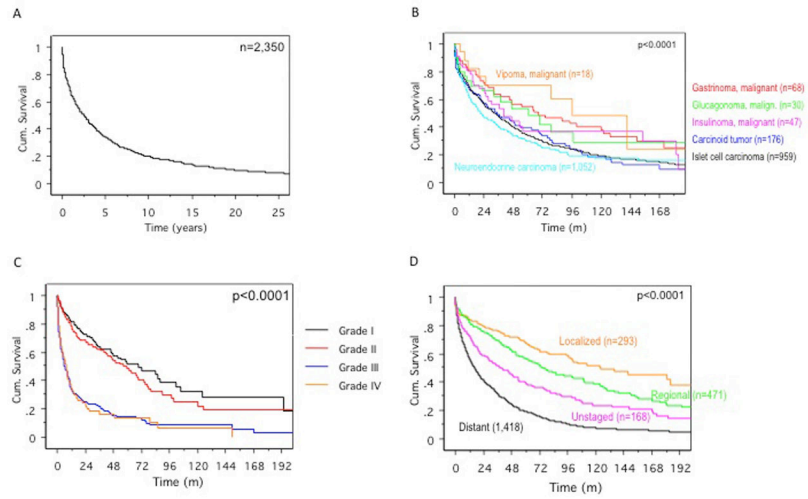 A
n=2,350
Cum. Survival
1
.8
.6
.4
.2
0
0 5 10 15 20 25
Time (years)
B
p<0.0001
Cum. Survival
1
.8
.6
.4
.2
0
Vipoma, malignant (n=18)
Gastrinoma, malignant (n=68)
Glucagonoma, malign. (n=30)
Insulinoma, malignant (n=47)
Carcinoid tumor (n=176)
Islet cell carcinoma (n=959)
Neuroendocrine carcinoma (n=1,052)
0 24 48 72 96 120 144 168
Time (m)
C
p<0.0001
Cum. Survival
1
.8
.6
.4
.2
0
Grade I
Grade II
Grade III
Grade IV
0 24 48 72 96 120 144 168 192
Time (m)
D
p<0.0001
Cum. Survival
1
.8
.6
.4
.2
0
Localized (n=293)
Regional (n=471)
Unstaged (n=168)
Distant (1,418)
0 24 48 72 96 120 144 168 192
Time (m)